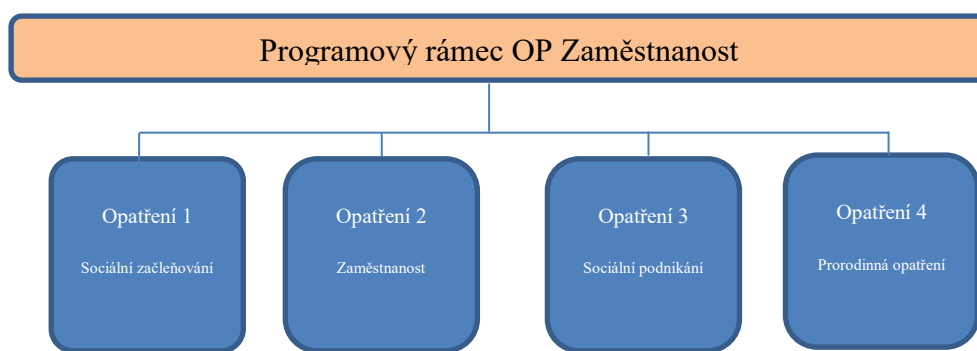 Programový rámec OP Zaměstnanost
Opatření 1
Sociální začleňování
Opatření 2
Zaměstnanost
Opatření 3
Sociální podnikání
Opatření 4
Prorodinná opatření